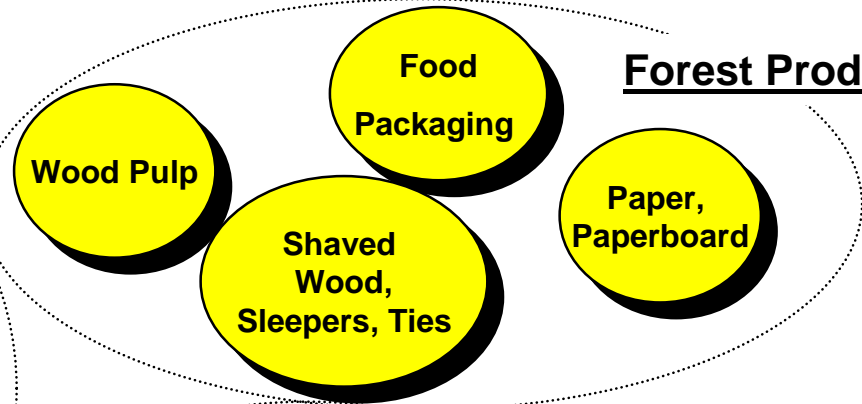 Food
Packaging
Forest Prod
Wood Pulp
Paper,
Paperboard
Shaved
Wood,
Sleepers, Ties